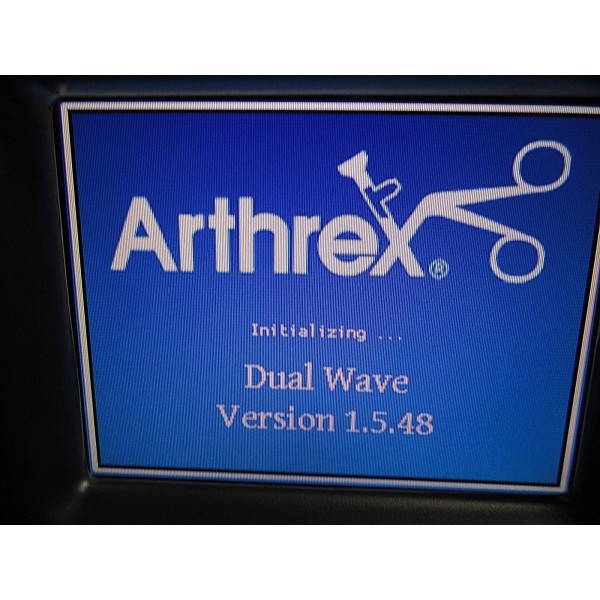 Arthrex®
Initializing ...
Dual Wave
Version 1.5.48